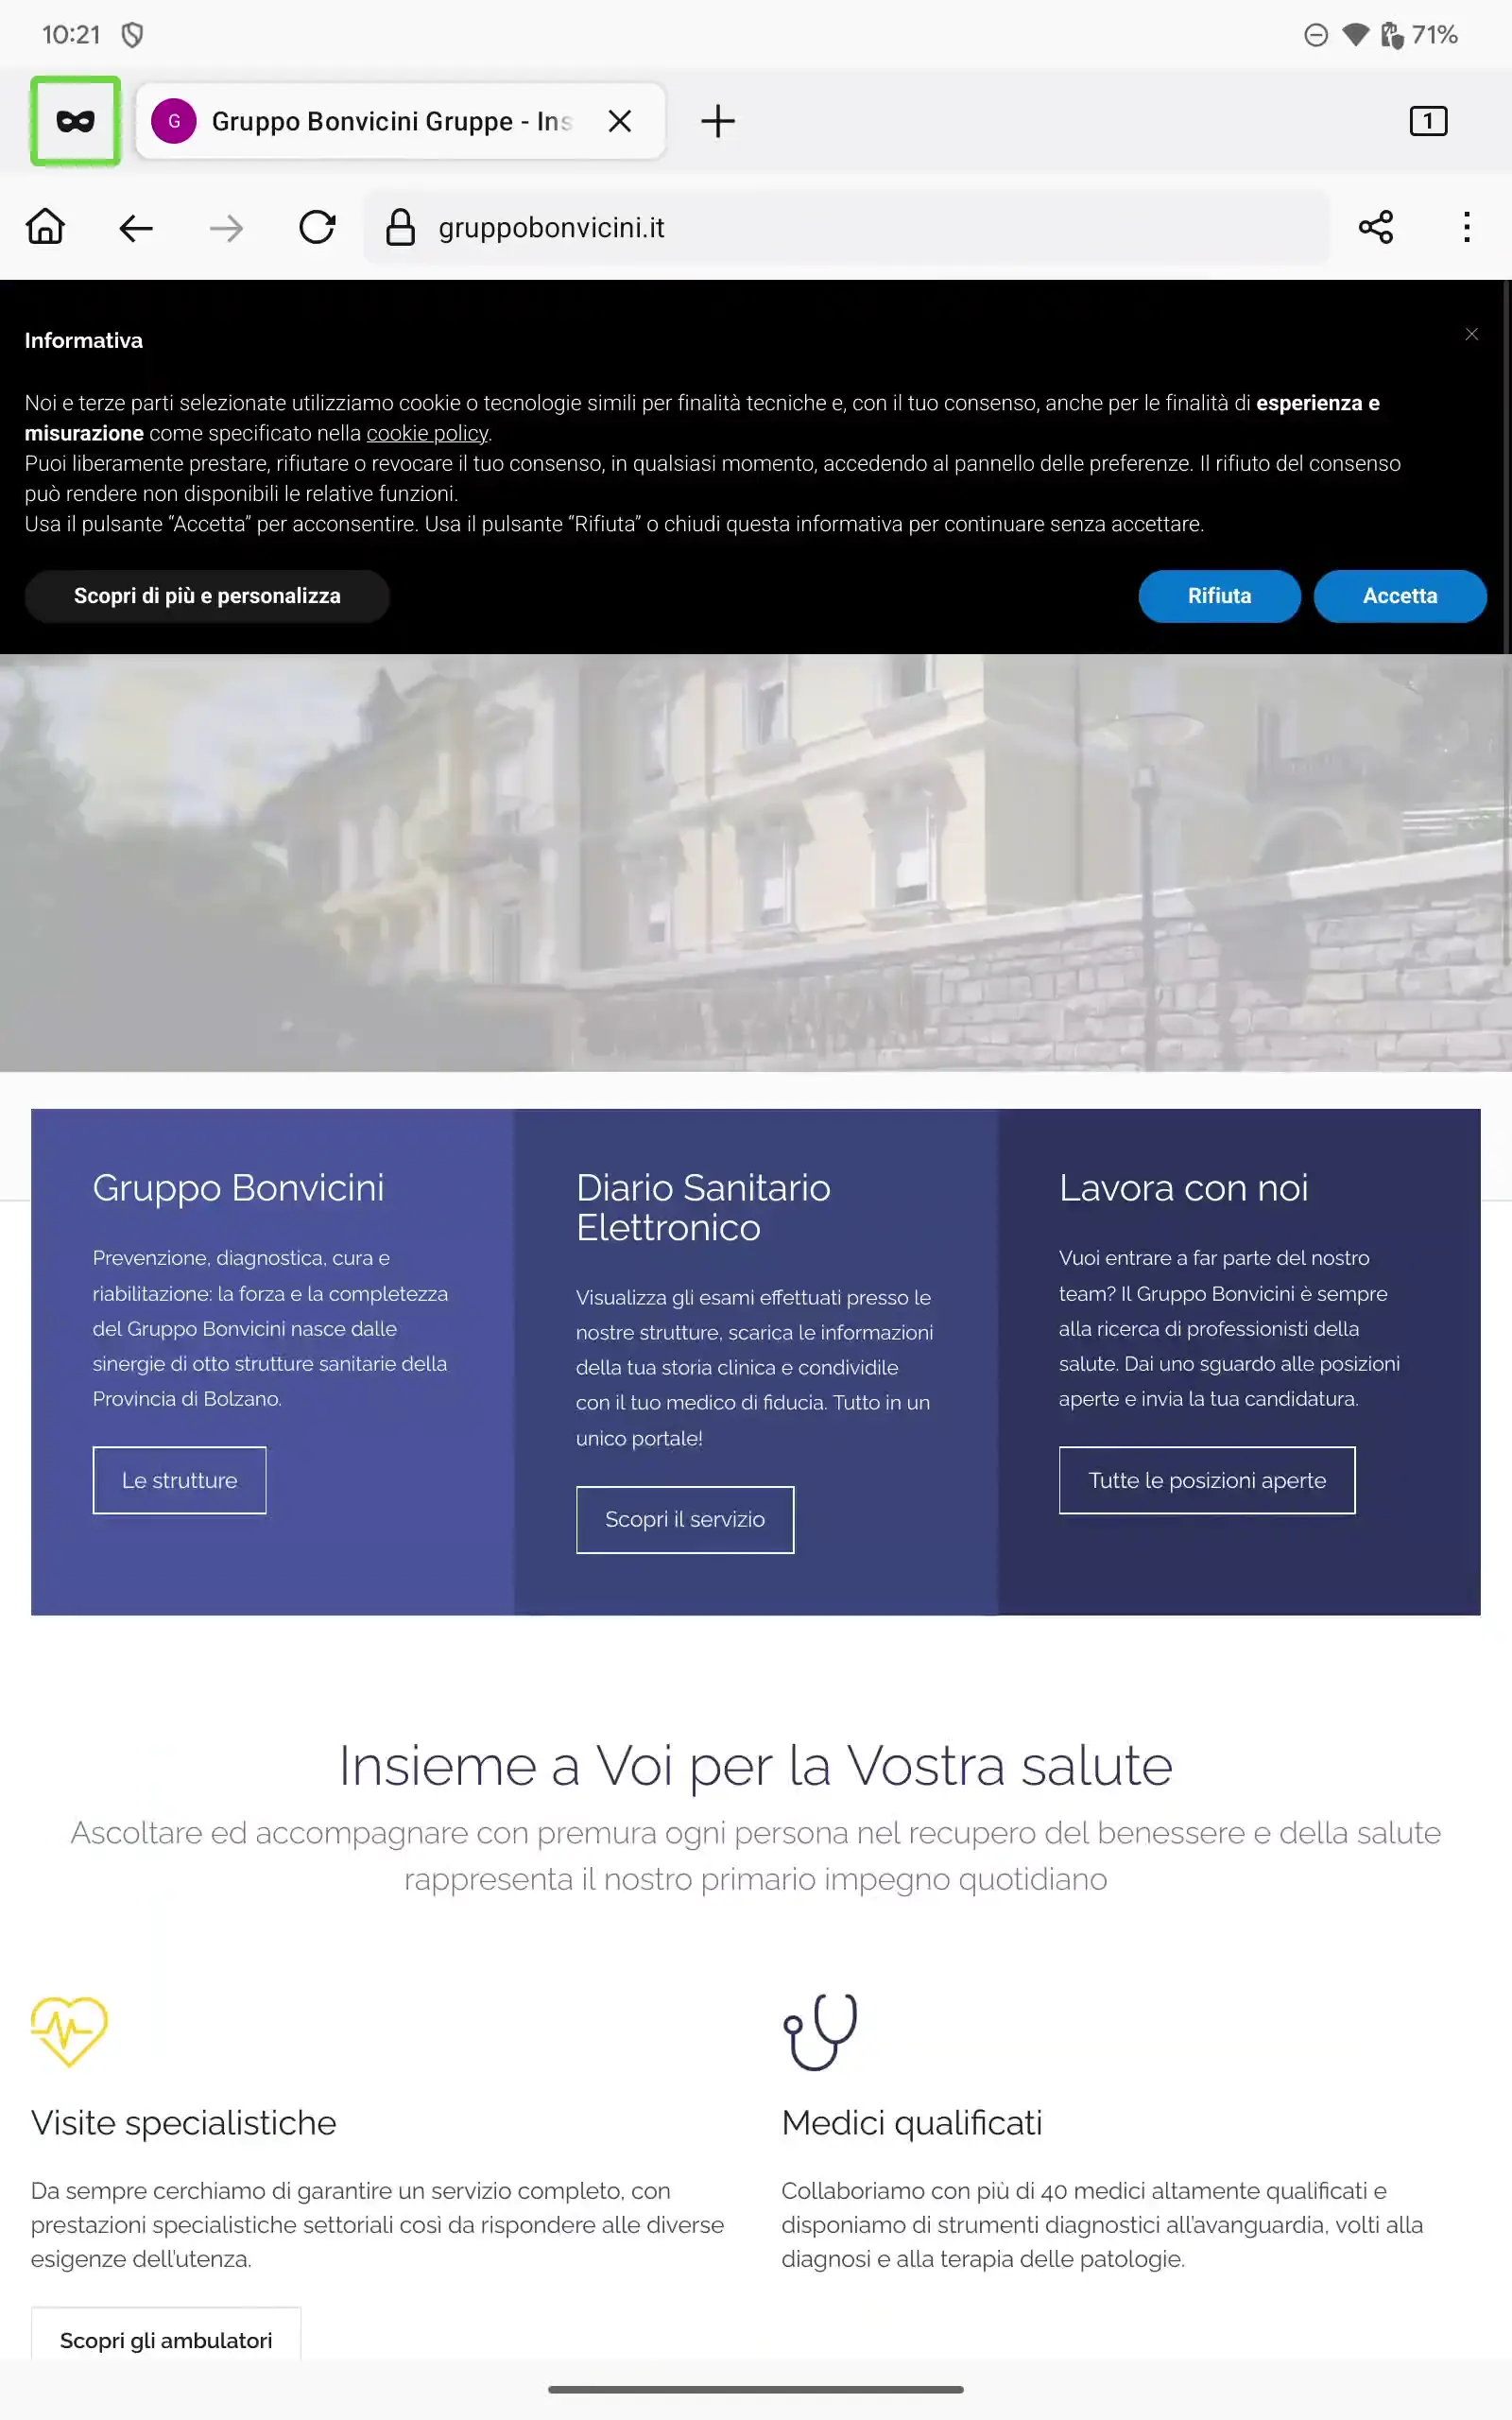 10:21
71%
G
Gruppo Bonvicini Gruppe - Ins
1
gruppobonvicini.it
Informativa
Noi e terze parti selezionate utilizziamo cookie o tecnologie simili per finalità tecniche e, con il tuo consenso, anche per le finalità di esperienza e
misurazione come specificato nella cookie policy.
Puoi liberamente prestare, rifiutare o revocare il tuo consenso, in qualsiasi momento, accedendo al pannello delle preferenze. Il rifiuto del consenso
può rendere non disponibili le relative funzioni.
Usa il pulsante “Accetta” per acconsentire. Usa il pulsante “Rifiuta” o chiudi questa informativa per continuare senza accettare.
Scopri di più e personalizza
Rifiuta
Accetta
Gruppo Bonvicini
Prevenzione, diagnostica, cura e
riabilitazione: la forza e la completezza
del Gruppo Bonvicini nasce dalle
sinergie di otto strutture sanitarie della
Provincia di Bolzano.
Le strutture
Diario Sanitario
Elettronico
Visualizza gli esami effettuati presso le
nostre strutture, scarica le informazioni
della tua storia clinica e condividile
con il tuo medico di fiducia. Tutto in un
unico portale!
Scopri il servizio
Lavora con noi
Vuoi entrare a far parte del nostro
team? Il Gruppo Bonvicini è sempre
alla ricerca di professionisti della
salute. Dai uno sguardo alle posizioni
aperte e invia la tua candidatura.
Tutte le posizioni aperte
Insieme a Voi per la Vostra salute
Ascoltare ed accompagnare con premura ogni persona nel recupero del benessere e della salute
rappresenta il nostro primario impegno quotidiano
Visite specialistiche
Da sempre cerchiamo di garantire un servizio completo, con
prestazioni specialistiche settoriali così da rispondere alle diverse
esigenze dell'utenza.
Scopri gli ambulatori
Medici qualificati
Collaboriamo con più di 40 medici altamente qualificati e
disponiamo di strumenti diagnostici all'avanguardia, volti alla
diagnosi e alla terapia delle patologie.